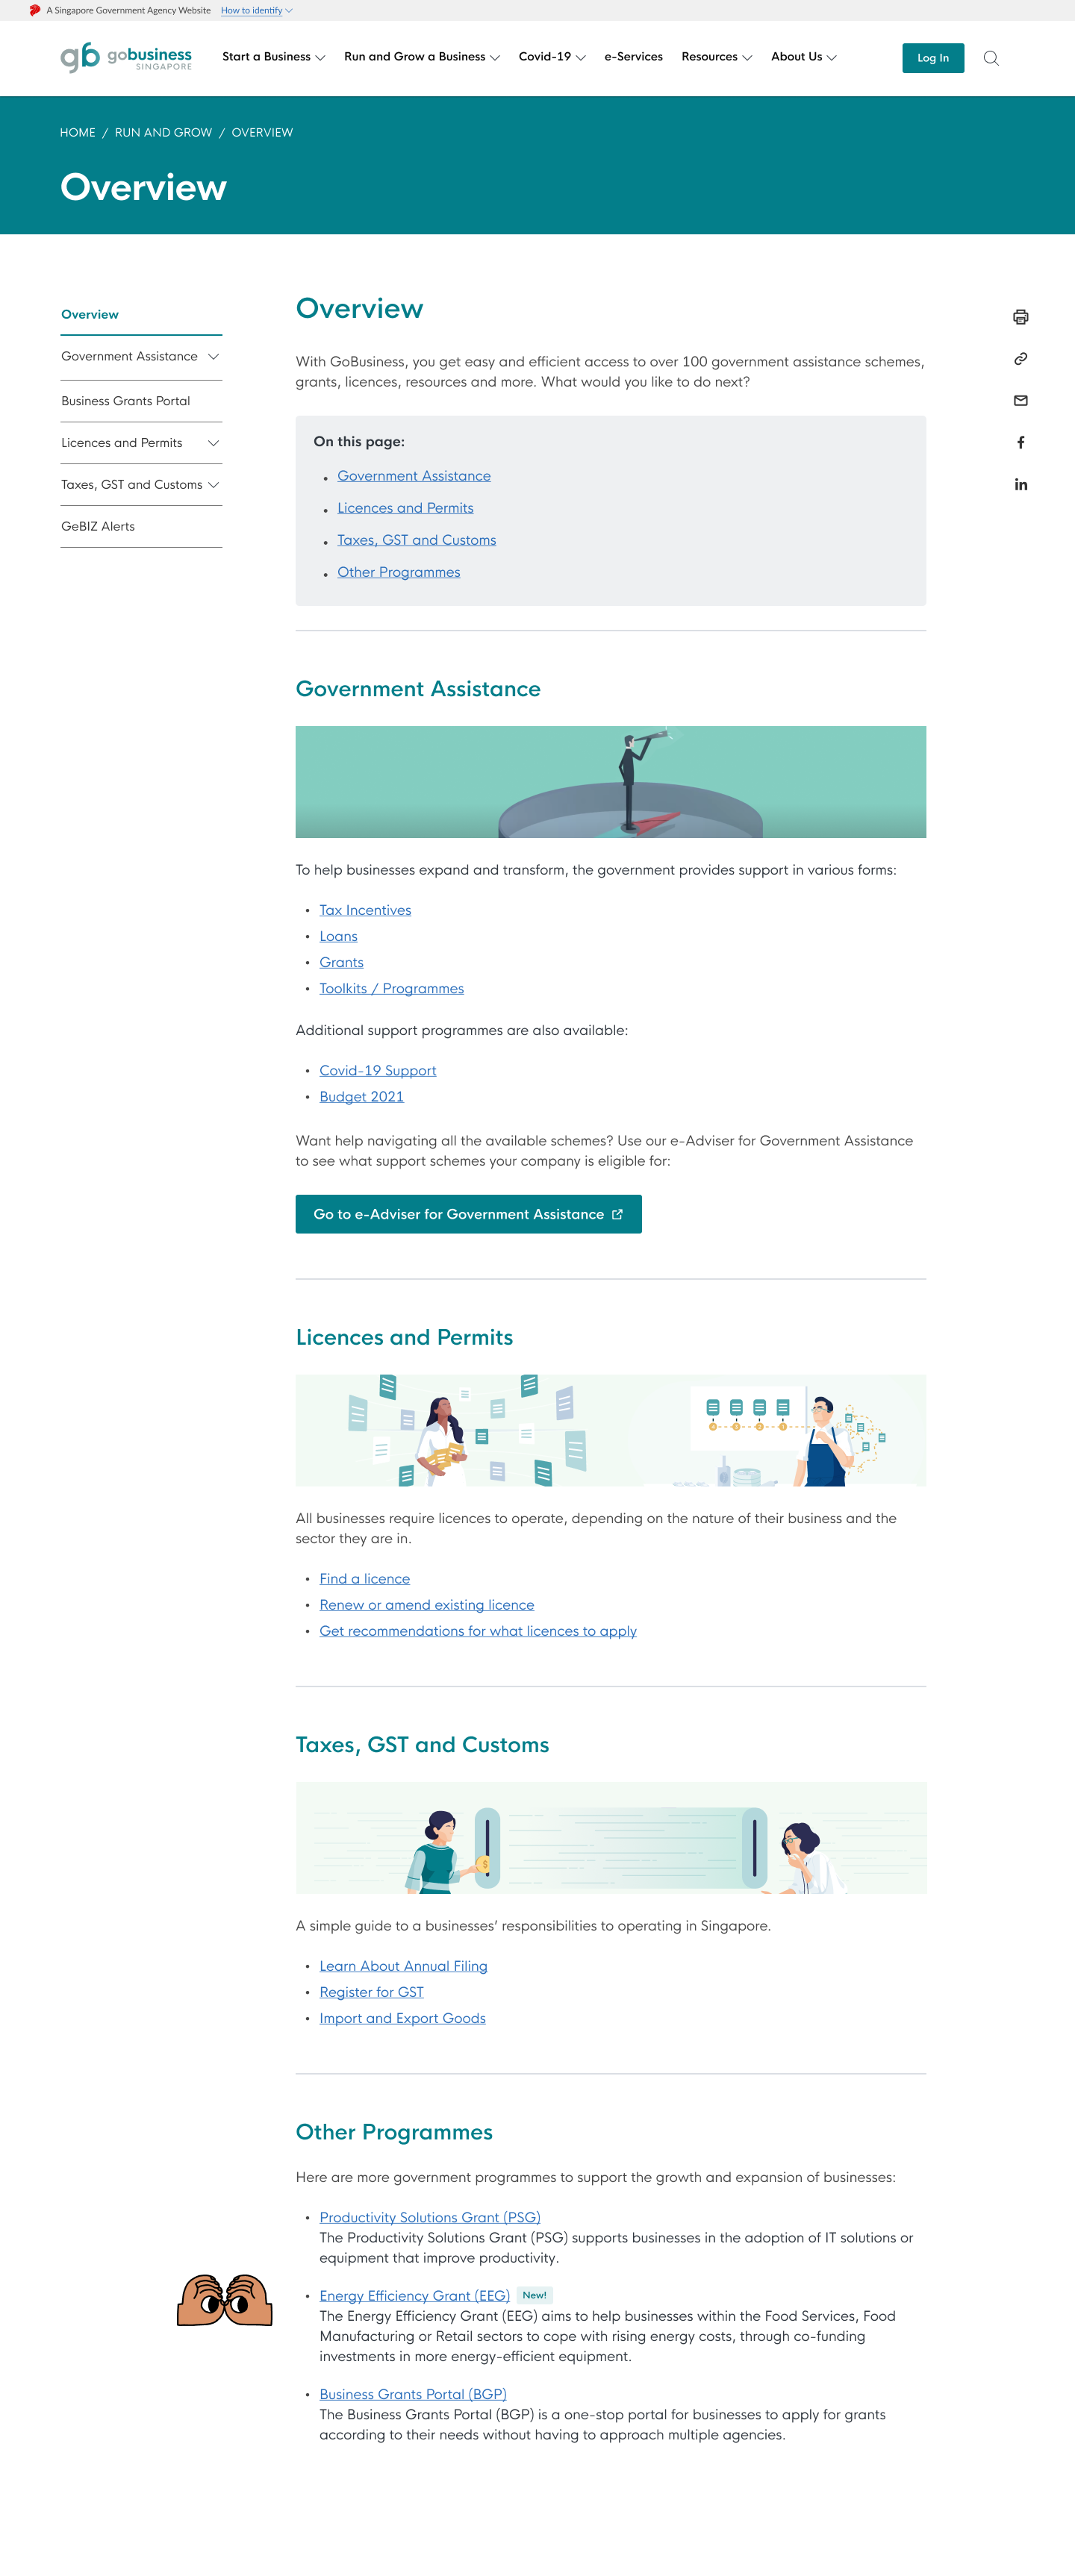 A Singapore Government Agency Website How to identify
gb gobusiness SINGAPORE
Start a Business
Run and Grow a Business
Covid-19
e-Services
Resources
About Us
Log In
HOME / RUN AND GROW / OVERVIEW
Overview
Overview
Government Assistance
Business Grants Portal
Licences and Permits
Taxes, GST and Customs
GeBIZ Alerts
Overview
With GoBusiness, you get easy and efficient access to over 100 government assistance schemes,
grants, licences, resources and more. What would you like to do next?
On this page:
Government Assistance
Licences and Permits
Taxes, GST and Customs
Other Programmes
Government Assistance
To help businesses expand and transform, the government provides support in various forms:
Tax Incentives
Loans
Grants
Toolkits / Programmes
Additional support programmes are also available:
Covid-19 Support
Budget 2021
Want help navigating all the available schemes? Use our e-Adviser for Government Assistance
to see what support schemes your company is eligible for:
Go to e-Adviser for Government Assistance
Licences and Permits
All businesses require licences to operate, depending on the nature of their business and the
sector they are in.
Find a licence
Renew or amend existing licence
Get recommendations for what licences to apply
Taxes, GST and Customs
$
A simple guide to a businesses’ responsibilities to operating in Singapore.
Learn About Annual Filing
Register for GST
Import and Export Goods
Other Programmes
Here are more government programmes to support the growth and expansion of businesses:
Productivity Solutions Grant (PSG)
The Productivity Solutions Grant (PSG) supports businesses in the adoption of IT solutions or
equipment that improve productivity.
Energy Efficiency Grant (EEG) New!
The Energy Efficiency Grant (EEG) aims to help businesses within the Food Services, Food
Manufacturing or Retail sectors to cope with rising energy costs, through co-funding
investments in more energy-efficient equipment.
Business Grants Portal (BGP)
The Business Grants Portal (BGP) is a one-stop portal for businesses to apply for grants
according to their needs without having to approach multiple agencies.